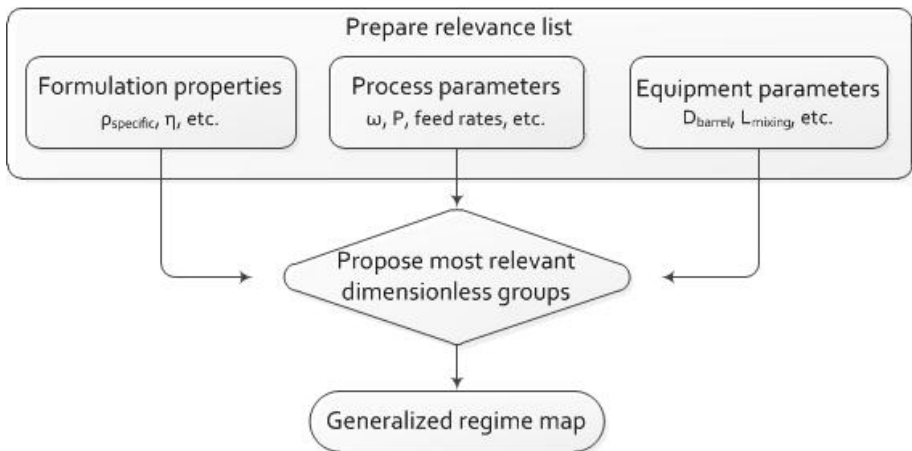 Prepare relevance list
Formulation properties
ρspecific, η, etc.
Process parameters
ω, P, feed rates, etc.
Equipment parameters
Dbarrel, Lmixing, etc.
Propose most relevant
dimensionless groups
Generalized regime map